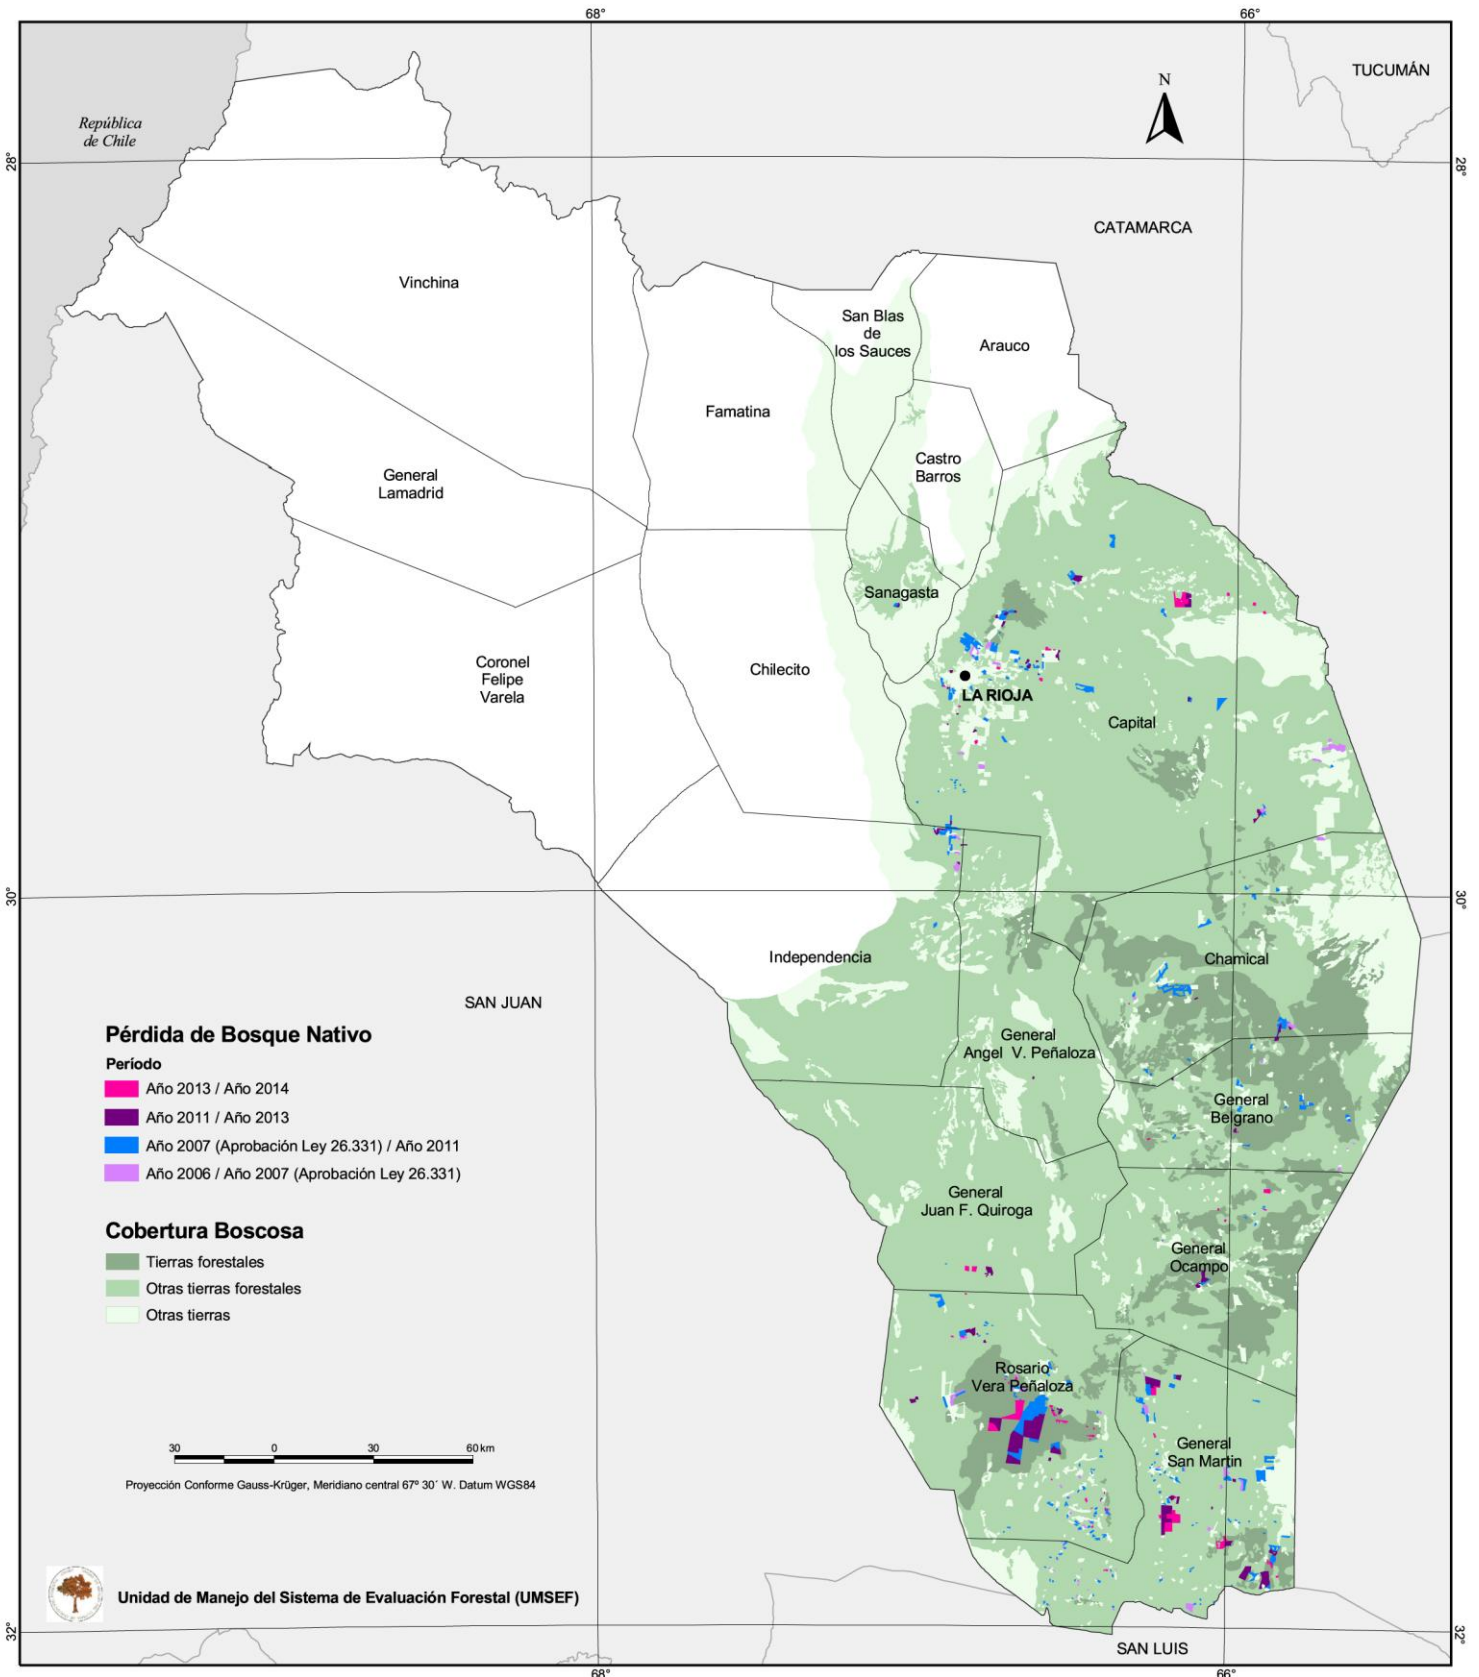 68°
66°
TUCUMÁN
N
República
de Chile
28°
28°
CATAMARCA
Vinchina
San Blas
de
los Sauces
Arauco
Famatina
Castro
Barros
General
Lamadrid
Sanagasta
Coronel
Felipe
Varela
Chilecito
LA RIOJA
Capital
30°
30°
Independencia
Chamical
SAN JUAN
General
Angel V. Peñaloza
Pérdida de Bosque Nativo
Período
Año 2013 / Año 2014
Año 2011 / Año 2013
Año 2007 (Aprobación Ley 26.331) / Año 2011
Año 2006 / Año 2007 (Aprobación Ley 26.331)
General
Belgrano
General
Juan F. Quiroga
Cobertura Boscosa
Tierras forestales
Otras tierras forestales
Otras tierras
General
Ocampo
Rosario
Vera Peñaloza
General
San Martin
30 0 30 60 km
Proyección Conforme Gauss-Krüger, Meridiano central 67º 30´ W. Datum WGS84
Unidad de Manejo del Sistema de Evaluación Forestal (UMSEF)
32°
32°
SAN LUIS
68°
66°